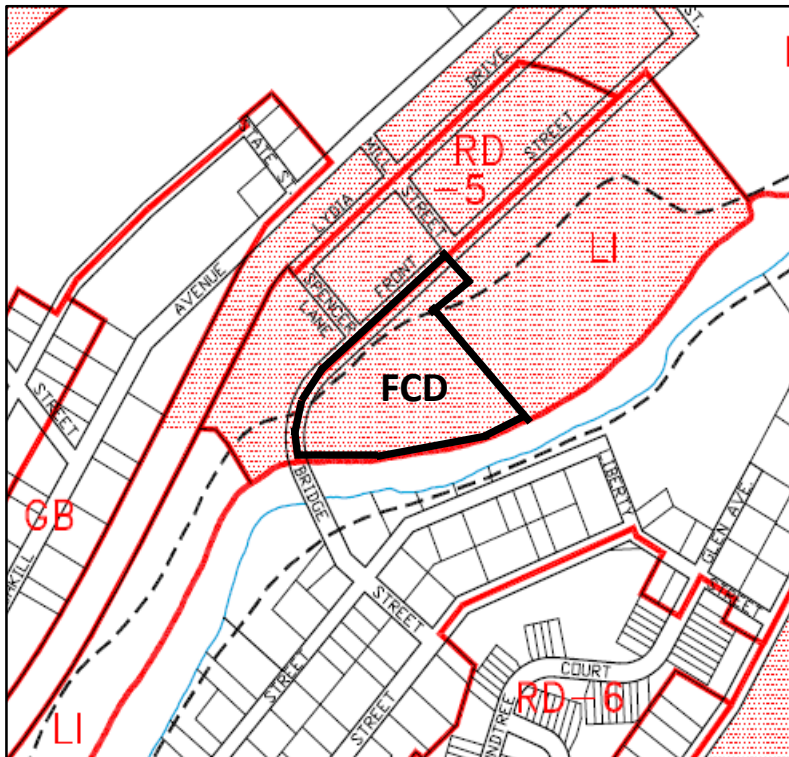 ST.
DRIVE
STATE ST.
MILL
RD
-5
STREET
STREET
LYDIA
LI
AVENUE
FRONT
SPENCER
LANE
FCD
STREET
BRIDGE
LIBERTY
GLEN AVE.
GB
STREET
STREET
COURT
RD-6
STREET
STREET
LI